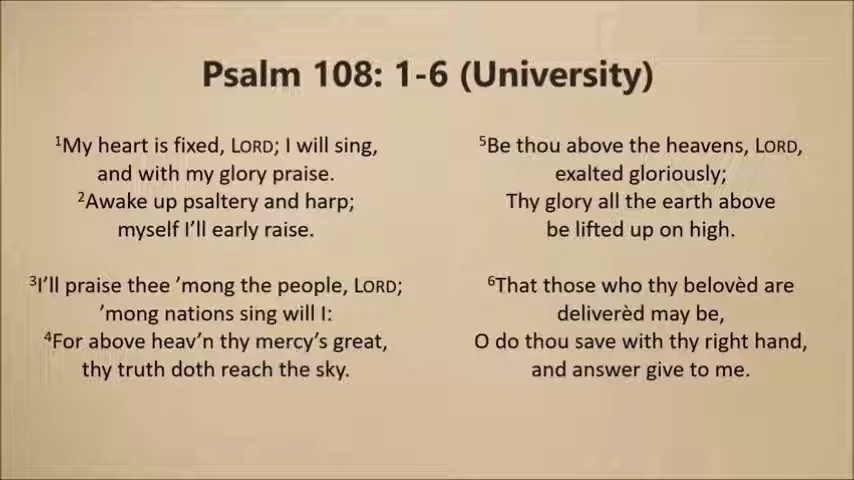 Psalm 108: 1-6 (University)
¹My heart is fixed, LORD; I will sing,
and with my glory praise.
²Awake up psaltery and harp;
myself I’ll early raise.
³I’ll praise thee ’mong the people, LORD;
’mong nations sing will I:
⁴For above heav’n thy mercy’s great,
thy truth doth reach the sky.
⁵Be thou above the heavens, LORD,
exalted gloriously;
Thy glory all the earth above
be lifted up on high.
⁶That those who thy belovèd are
deliverèd may be,
O do thou save with thy right hand,
and answer give to me.